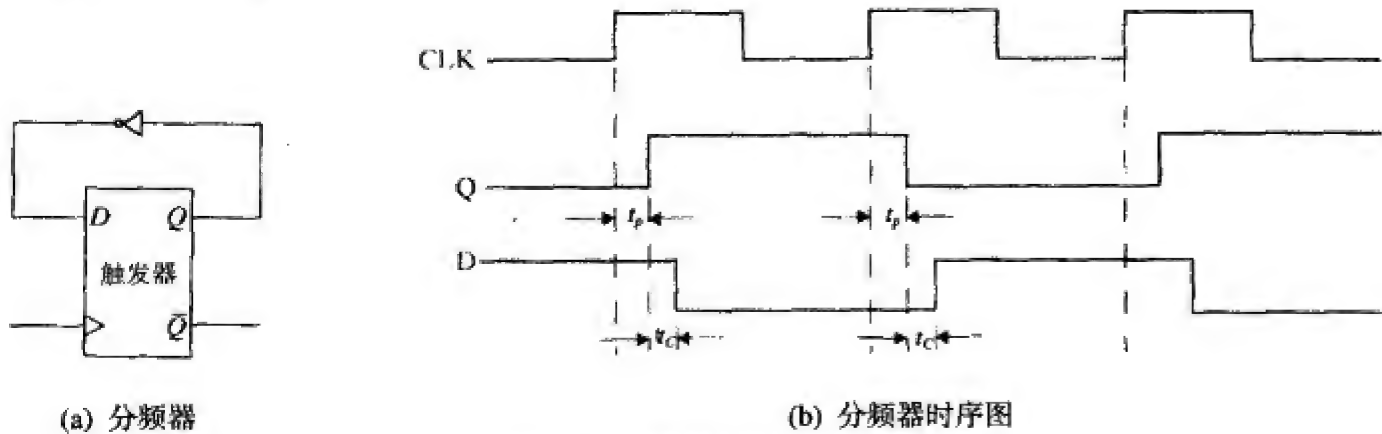 CLK
Q
t_p
t_p
D
t_C
t_C
D Q
触发器
Q̅
(a) 分频器
(b) 分频器时序图